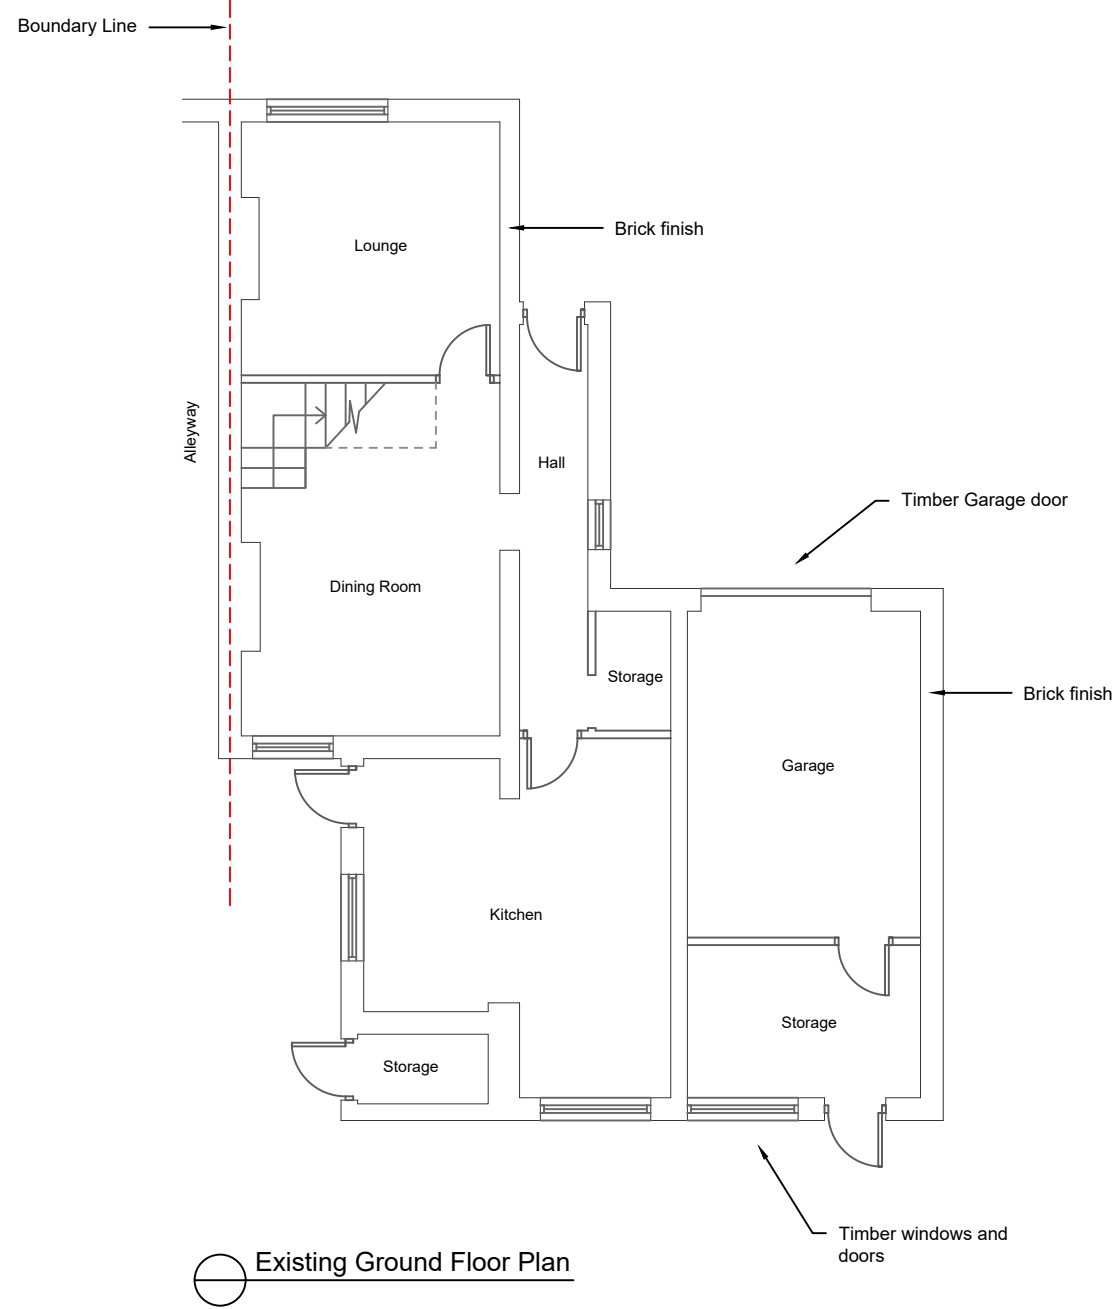 Boundary Line
Brick finish
Lounge
Alleyway
Hall
Timber Garage door
Dining Room
Storage
Brick finish
Garage
Kitchen
Storage
Storage
Timber windows and
doors
Existing Ground Floor Plan